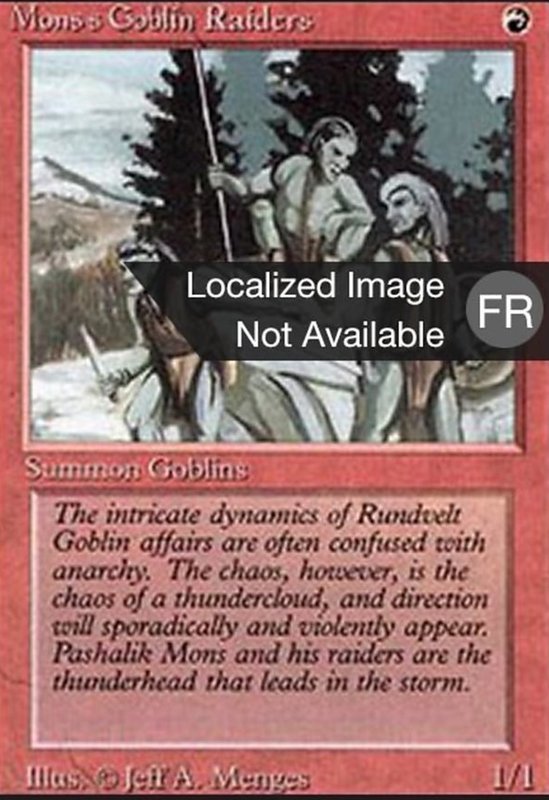 Mons's Goblin Raiders
Localized Image
Not Available
FR
Summon Goblins
The intricate dynamics of Rundvelt
Goblin affairs are often confused with
anarchy. The chaos, however, is the
chaos of a thundercloud, and direction
will sporadically and violently appear.
Pashalik Mons and his raiders are the
thunderhead that leads in the storm.
Illus. © Jeff A. Menges
1/1